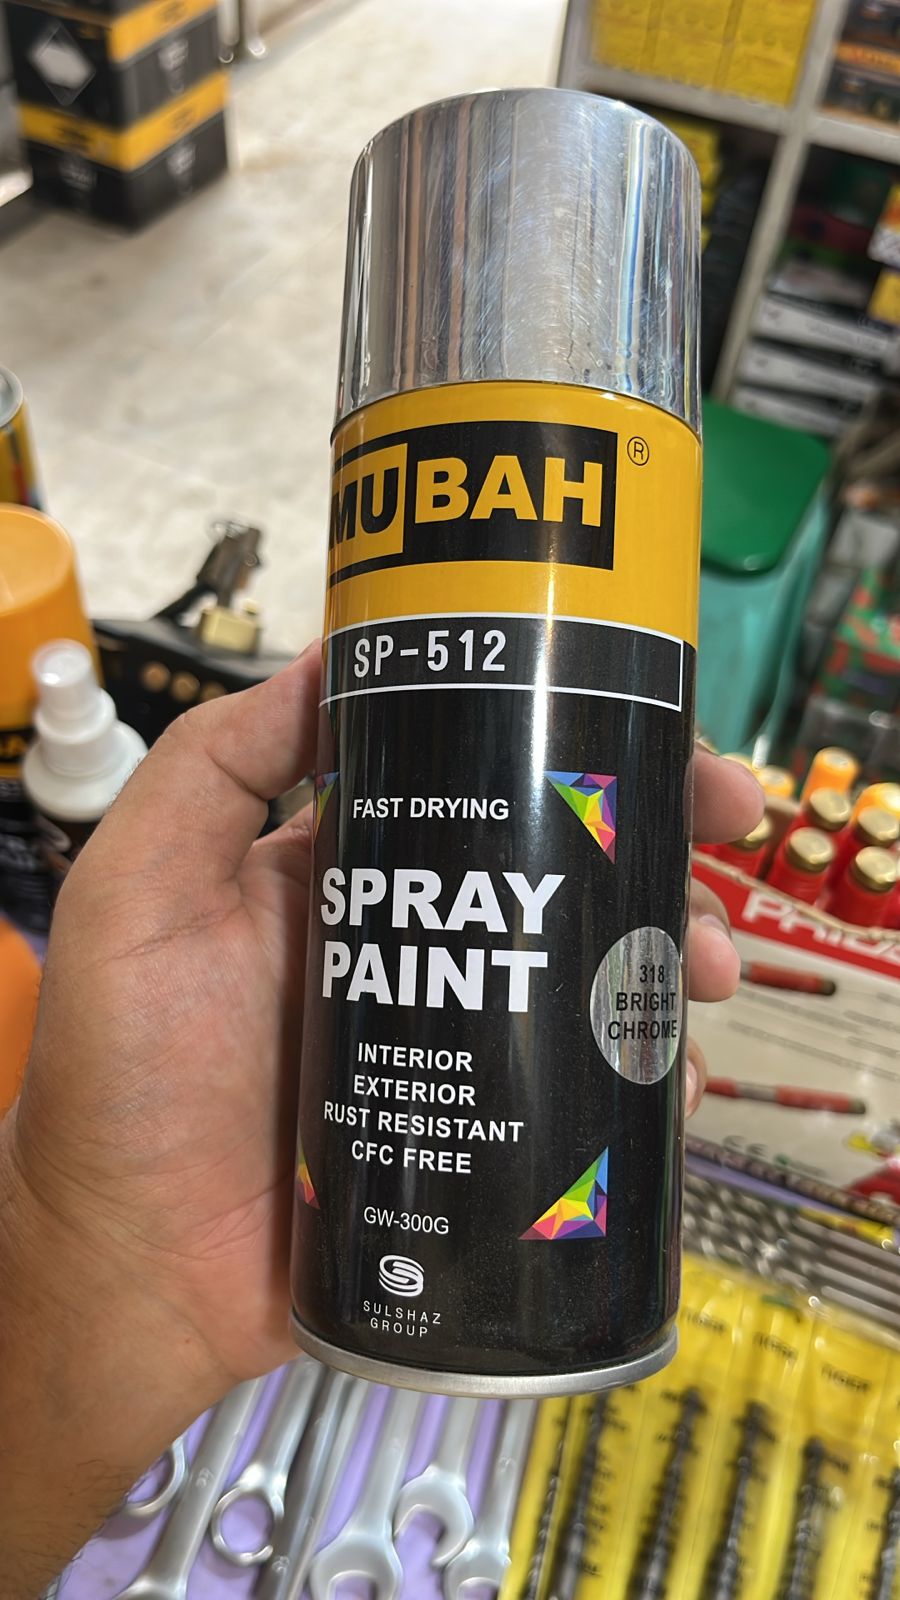 MUBAH ®
SP-512
FAST DRYING
SPRAY
PAINT
318
BRIGHT
CHROME
INTERIOR
EXTERIOR
RUST RESISTANT
CFC FREE
GW-300G
SULSHAZ
GROUP